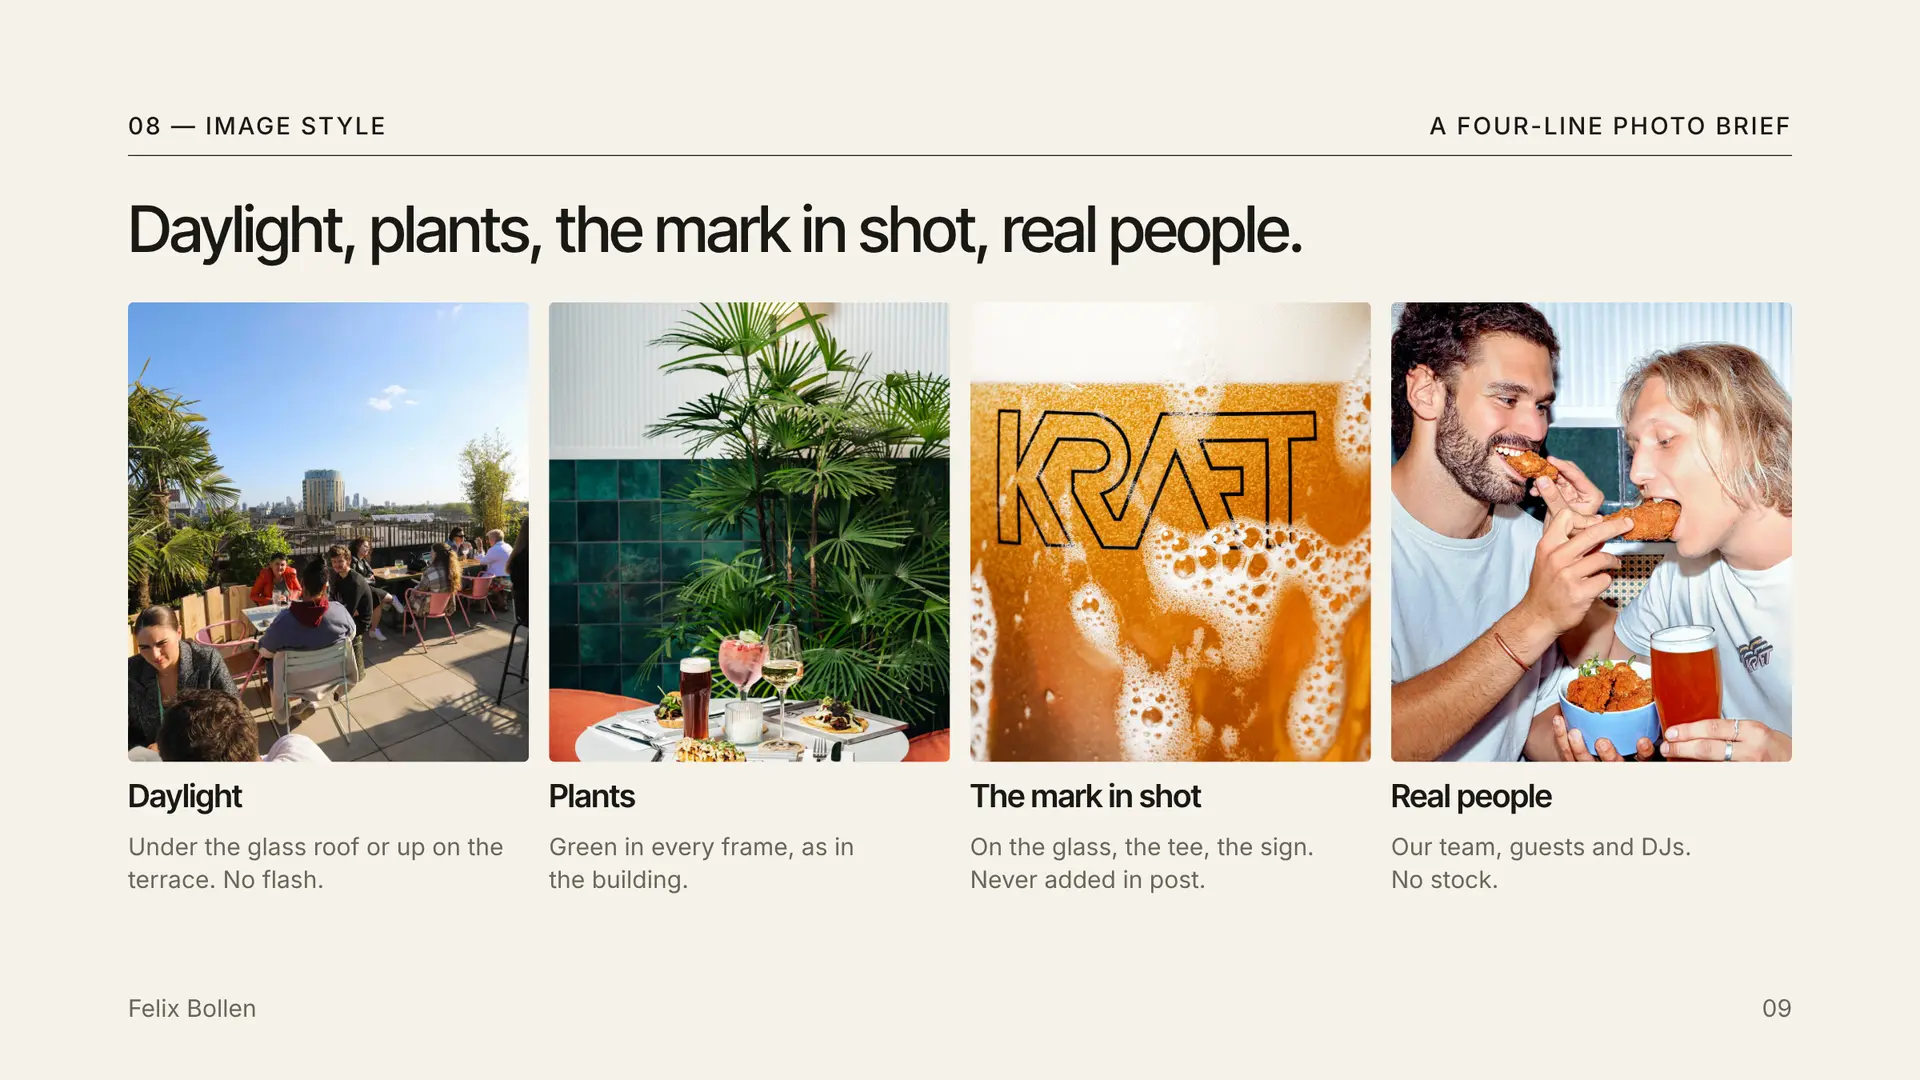 08 — IMAGE STYLE
A FOUR-LINE PHOTO BRIEF
Daylight, plants, the mark in shot, real people.
KRAFT
KRAFT
Daylight
Under the glass roof or up on the
terrace. No flash.
Plants
Green in every frame, as in
the building.
The mark in shot
On the glass, the tee, the sign.
Never added in post.
Real people
Our team, guests and DJs.
No stock.
Felix Bollen
09